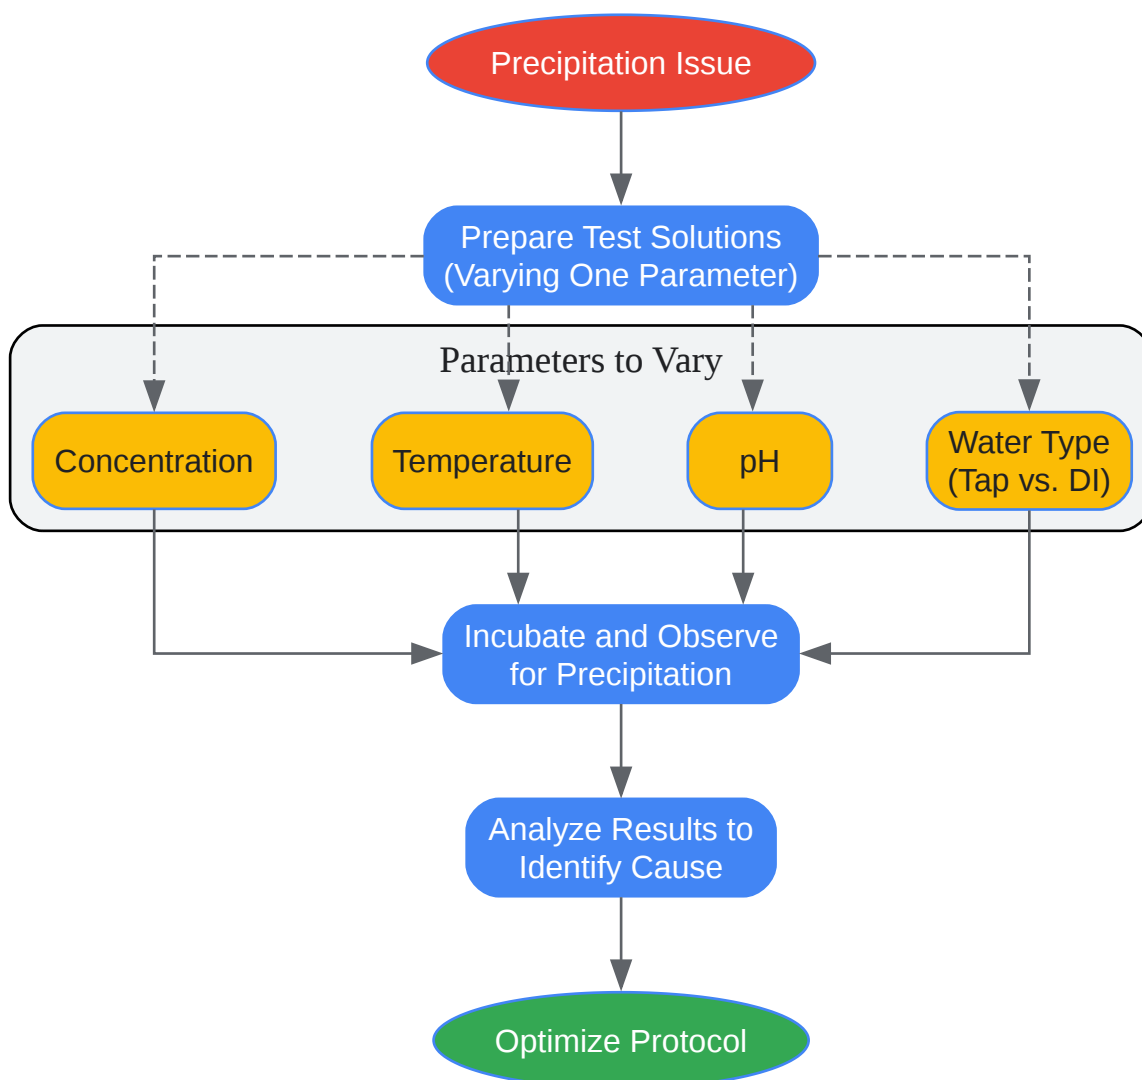 Precipitation Issue
Prepare Test Solutions
(Varying One Parameter)
Parameters to Vary
Concentration
Temperature
pH
Water Type
(Tap vs. DI)
Incubate and Observe
for Precipitation
Analyze Results to
Identify Cause
Optimize Protocol